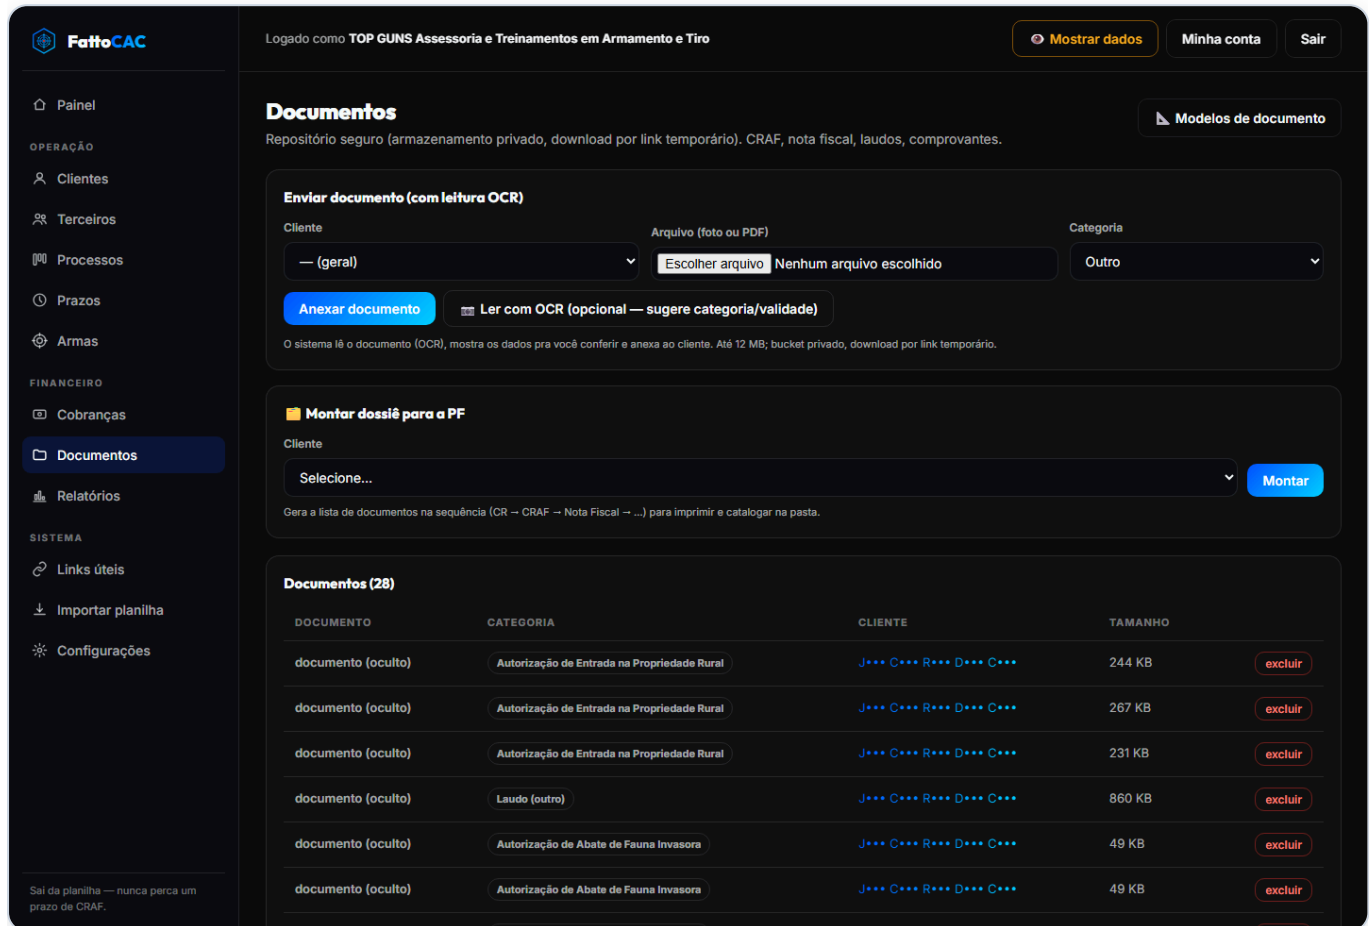 FattoCAC
Logado como TOP GUNS Assessoria e Treinamentos em Armamento e Tiro
Mostrar dados
Minha conta
Sair
Painel
OPERAÇÃO
Clientes
Terceiros
Processos
Prazos
Armas
FINANCEIRO
Cobranças
Documentos
Relatórios
SISTEMA
Links úteis
Importar planilha
Configurações
Sai da planilha — nunca perca um
prazo de CRAF.
Documentos
Repositório seguro (armazenamento privado, download por link temporário). CRAF, nota fiscal, laudos, comprovantes.
Modelos de documento
Enviar documento (com leitura OCR)
Cliente
Arquivo (foto ou PDF)
Categoria
— (geral)
Escolher arquivo Nenhum arquivo escolhido
Outro
Anexar documento
Ler com OCR (opcional — sugere categoria/validade)
O sistema lê o documento (OCR), mostra os dados pra você conferir e anexa ao cliente. Até 12 MB; bucket privado, download por link temporário.
Montar dossiê para a PF
Cliente
Selecione...
Montar
Gera a lista de documentos na sequência (CR → CRAF → Nota Fiscal → ...) para imprimir e catalogar na pasta.
Documentos (28)
DOCUMENTO CATEGORIA CLIENTE TAMANHO
documento (oculto) Autorização de Entrada na Propriedade Rural J••• C••• R••• D••• C••• 244 KB excluir
documento (oculto) Autorização de Entrada na Propriedade Rural J••• C••• R••• D••• C••• 267 KB excluir
documento (oculto) Autorização de Entrada na Propriedade Rural J••• C••• R••• D••• C••• 231 KB excluir
documento (oculto) Laudo (outro) J••• C••• R••• D••• C••• 860 KB excluir
documento (oculto) Autorização de Abate de Fauna Invasora J••• C••• R••• D••• C••• 49 KB excluir
documento (oculto) Autorização de Abate de Fauna Invasora J••• C••• R••• D••• C••• 49 KB excluir